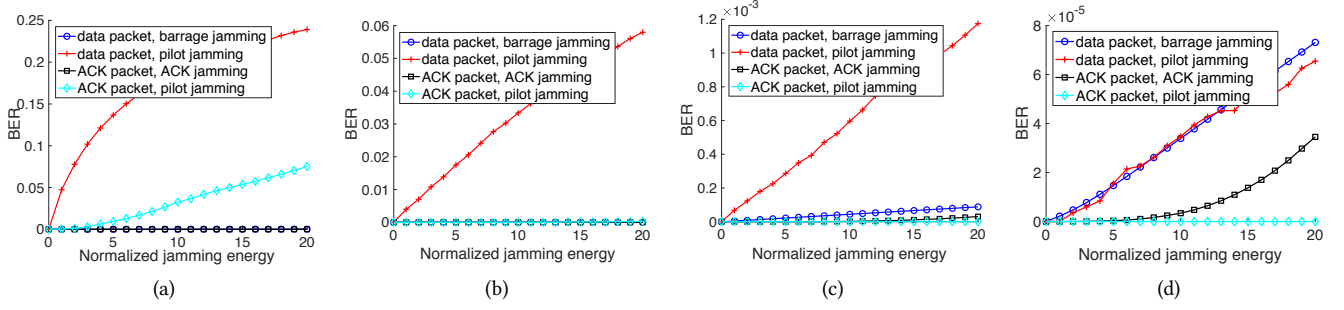 0.25
0.2
0.15
0.1
0.05
0
BER
data packet, barrage jamming
data packet, pilot jamming
ACK packet, ACK jamming
ACK packet, pilot jamming
0 5 10 15 20
Normalized jamming energy
(a)
0.06
0.05
0.04
0.03
0.02
0.01
0
BER
data packet, barrage jamming
data packet, pilot jamming
ACK packet, ACK jamming
ACK packet, pilot jamming
0 5 10 15 20
Normalized jamming energy
(b)
1.2 ×10-3
1
0.8
0.6
0.4
0.2
0
BER
data packet, barrage jamming
data packet, pilot jamming
ACK packet, ACK jamming
ACK packet, pilot jamming
0 5 10 15 20
Normalized jamming energy
(c)
8 ×10-5
6
4
2
0
BER
data packet, barrage jamming
data packet, pilot jamming
ACK packet, ACK jamming
ACK packet, pilot jamming
0 5 10 15 20
Normalized jamming energy
(d)